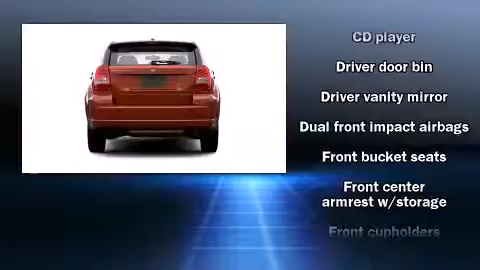 CD player
Driver door bin
Driver vanity mirror
Dual front impact airbags
Front bucket seats
Front center
armrest w/storage
Front cupholders